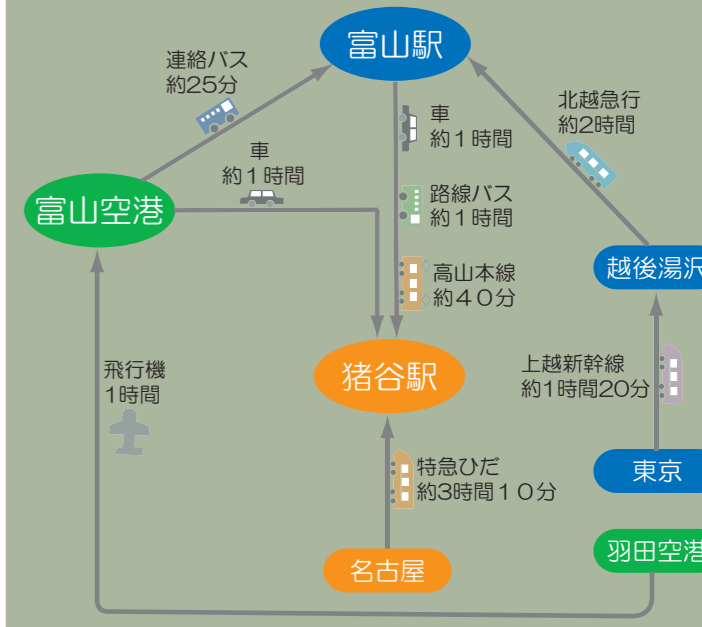 富山駅
連絡バス
約25分
北越急行
約2時間
車
約１時間
車
約１時間
路線バス
約１時間
富山空港
高山本線
約４０分
越後湯沢
猪谷駅
飛行機
1時間
上越新幹線
約1時間20分
特急ひだ
約3時間１０分
東京
羽田空港
名古屋